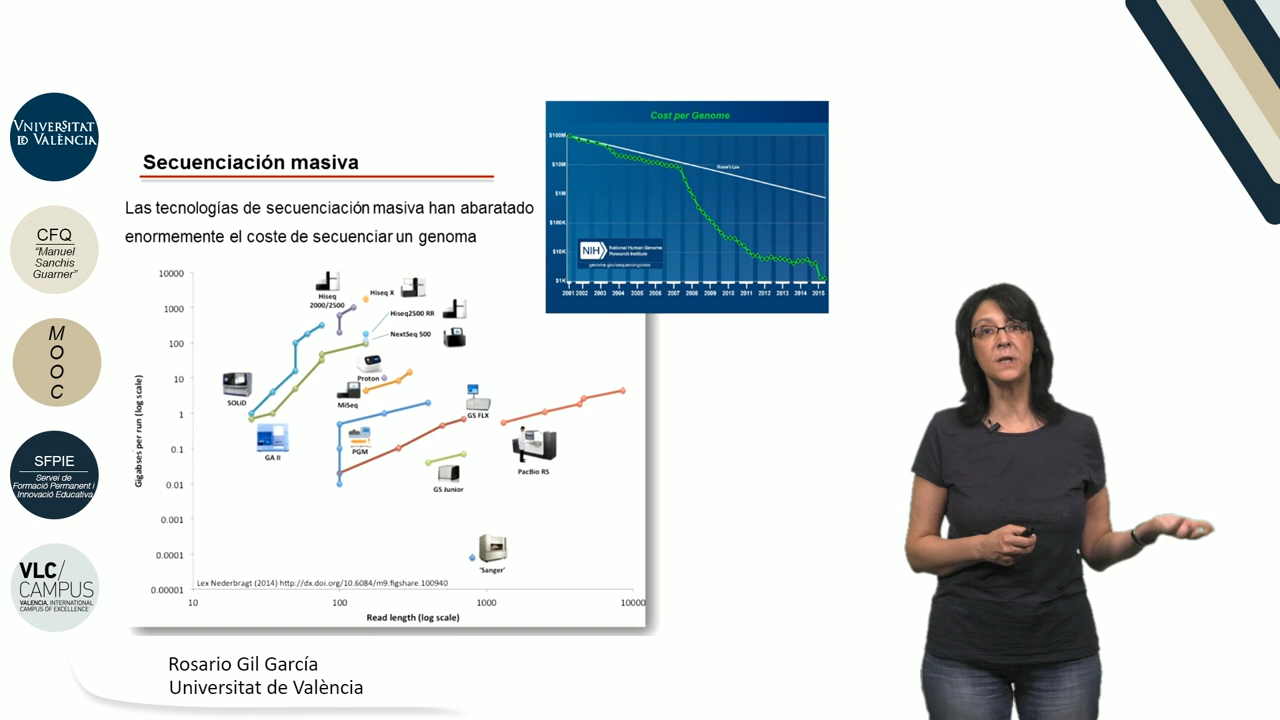 VNIVERSITAT
ID VALÈNCIA
CFQ
"Manuel
Sanchis
Guarner"
M
O
O
C
SFPIE
Servei de
Formació Permanent i
Innovació Educativa
VLC/
CAMPUS
VALENCIA, INTERNATIONAL
CAMPUS OF EXCELLENCE
Secuenciación masiva
Las tecnologías de secuenciación masiva han abaratado
enormemente el coste de secuenciar un genoma
Cost per Genome
$100M
$10M
$1M
$100K
$10K
$1K
Moore's Law
NIH
National Human Genome
Research Institute
genome.gov/sequencingcosts
2001 2002 2003 2004 2005 2006 2007 2008 2009 2010 2011 2012 2013 2014 2015
Gigabses per run (log scale)
10000
1000
100
10
1
0.1
0.01
0.001
0.0001
0.00001
Hiseq
2000/2500
Hiseq X
Hiseq2500 RR
NextSeq 500
Proton
SOLiD
MiSeq
GS FLX
GA II
PGM
PacBio RS
GS Junior
'Sanger'
Lex Nederbragt (2014) http://dx.doi.org/10.6084/m9.figshare.100940
10 100 1000 10000
Read length (log scale)
Rosario Gil García
Universitat de València